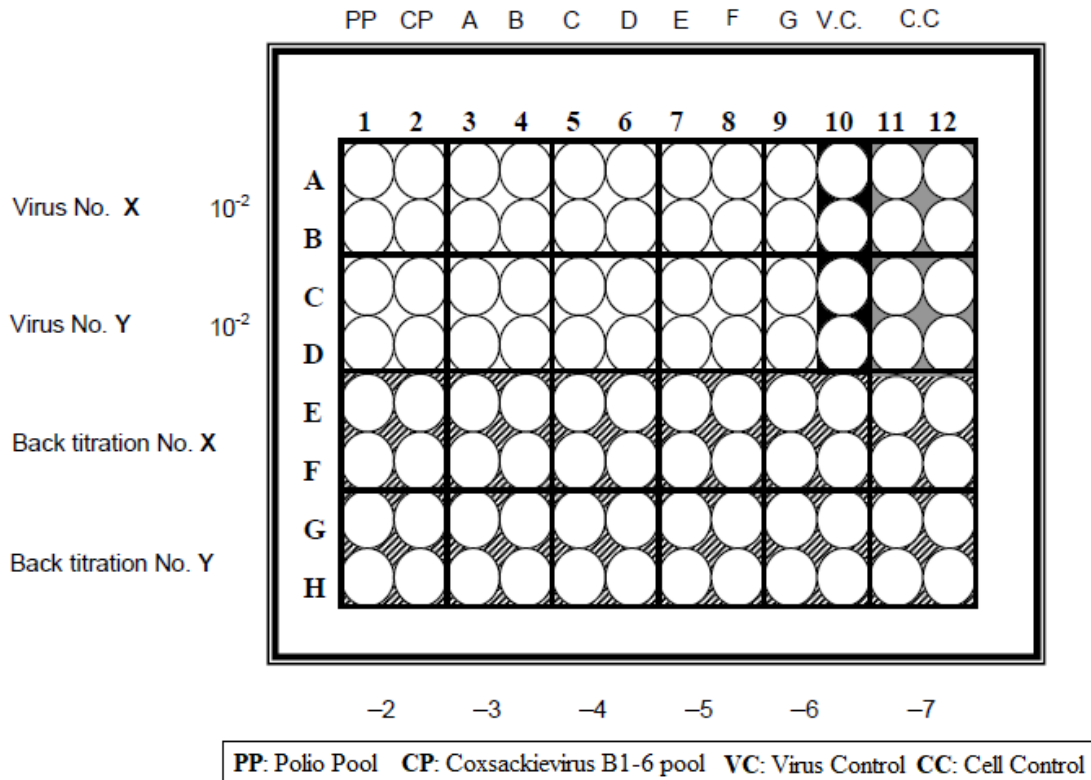 PP CP A B C D E F G V.C. C.C
1 2 3 4 5 6 7 8 9 10 11 12
A
Virus No. X 10⁻²
B
C
Virus No. Y 10⁻²
D
E
Back titration No. X
F
G
Back titration No. Y
H
–2 –3 –4 –5 –6 –7
PP: Polio Pool CP: Coxsackievirus B1-6 pool VC: Virus Control CC: Cell Control